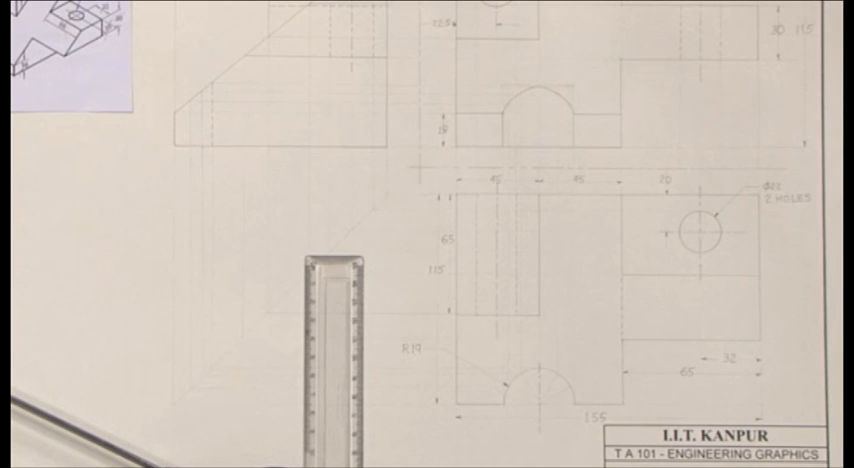 12.5
30 115
18
45 45 20
Ø22
2 HOLES
65
115
R19
32
65
155
I.I.T. KANPUR
T A 101 - ENGINEERING GRAPHICS